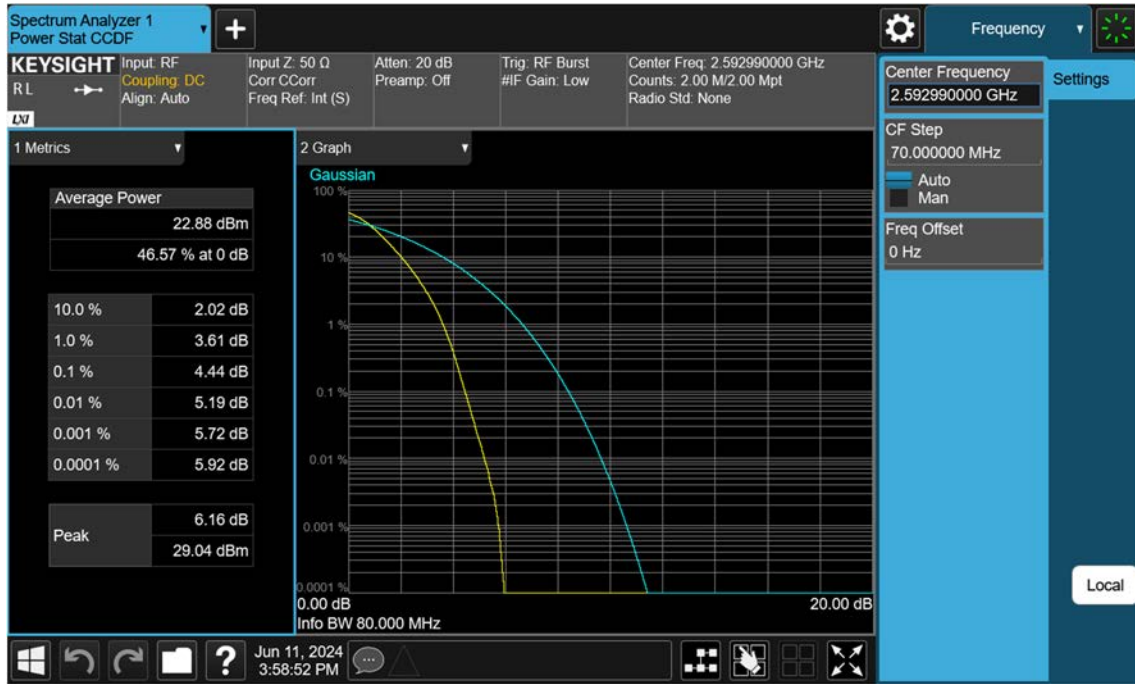 Spectrum Analyzer 1
Power Stat CCDF
Frequency
KEYSIGHT
R L
LXI
Input: RF
Coupling: DC
Align: Auto
Input Z: 50 Ω
Corr CCorr
Freq Ref: Int (S)
Atten: 20 dB
Preamp: Off
Trig: RF Burst
#IF Gain: Low
Center Freq: 2.592990000 GHz
Counts: 2.00 M/2.00 Mpt
Radio Std: None
Center Frequency
2.592990000 GHz
Settings
CF Step
70.000000 MHz
Auto
Man
Freq Offset
0 Hz
1 Metrics
Average Power
22.88 dBm
46.57 % at 0 dB
10.0 % 2.02 dB
1.0 % 3.61 dB
0.1 % 4.44 dB
0.01 % 5.19 dB
0.001 % 5.72 dB
0.0001 % 5.92 dB
Peak
6.16 dB
29.04 dBm
2 Graph
Gaussian
100 %
10 %
1 %
0.1 %
0.01 %
0.001 %
0.0001 %
0.00 dB 20.00 dB
Info BW 80.000 MHz
Local
Jun 11, 2024
3:58:52 PM